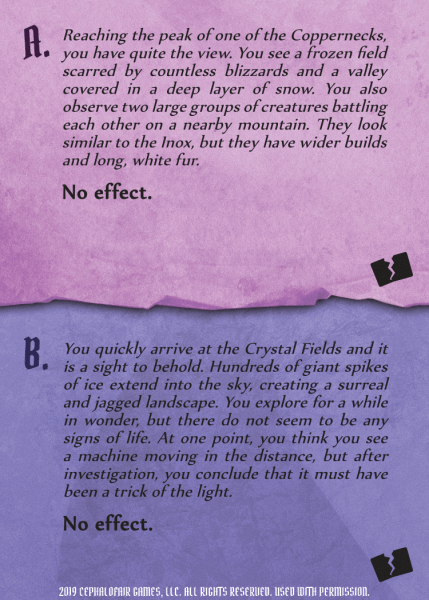 A. Reaching the peak of one of the Coppernecks,
you have quite the view. You see a frozen field
scarred by countless blizzards and a valley
covered in a deep layer of snow. You also
observe two large groups of creatures battling
each other on a nearby mountain. They look
similar to the Inox, but they have wider builds
and long, white fur.
No effect.
B. You quickly arrive at the Crystal Fields and it
is a sight to behold. Hundreds of giant spikes
of ice extend into the sky, creating a surreal
and jagged landscape. You explore for a while
in wonder, but there do not seem to be any
signs of life. At one point, you think you see
a machine moving in the distance, but after
investigation, you conclude that it must have
been a trick of the light.
No effect.
2019 CEPHALOFAIR GAMES, LLC. ALL RIGHTS RESERVED. USED WITH PERMISSION.